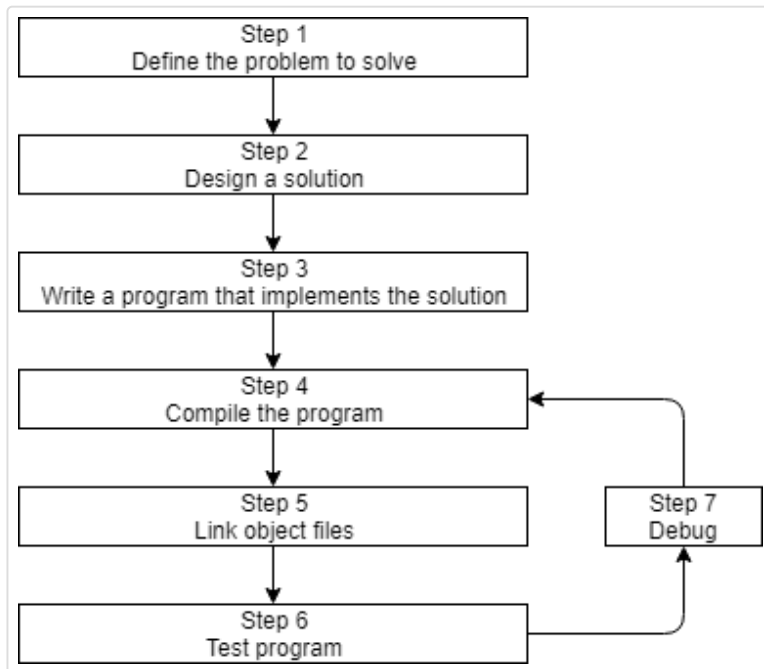 Step 1
Define the problem to solve
Step 2
Design a solution
Step 3
Write a program that implements the solution
Step 4
Compile the program
Step 5
Link object files
Step 7
Debug
Step 6
Test program